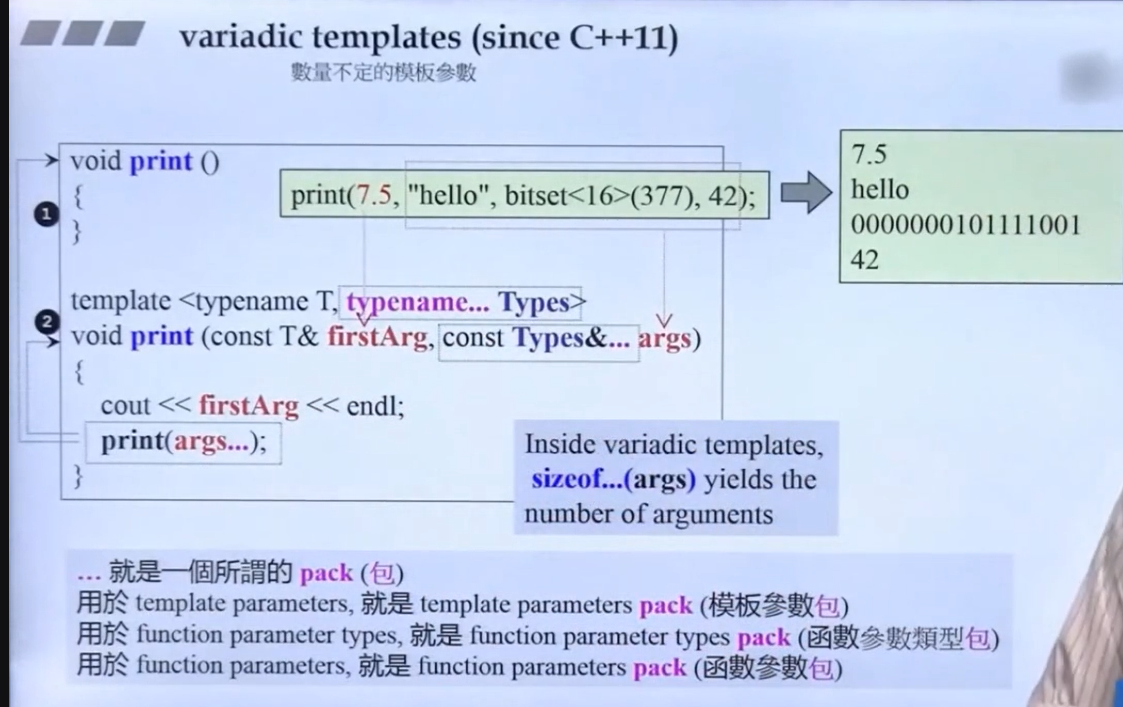 variadic templates (since C++11)
數量不定的模板參數
void print ()
{
}
1
print(7.5, "hello", bitset<16>(377), 42);
7.5
hello
0000000101111001
42
2
template <typename T, typename... Types>
void print (const T& firstArg, const Types&... args)
{
cout << firstArg << endl;
print(args...);
}
Inside variadic templates,
sizeof...(args) yields the
number of arguments
... 就是一個所謂的 pack (包)
用於 template parameters, 就是 template parameters pack (模板參數包)
用於 function parameter types, 就是 function parameter types pack (函數參數類型包)
用於 function parameters, 就是 function parameters pack (函數參數包)